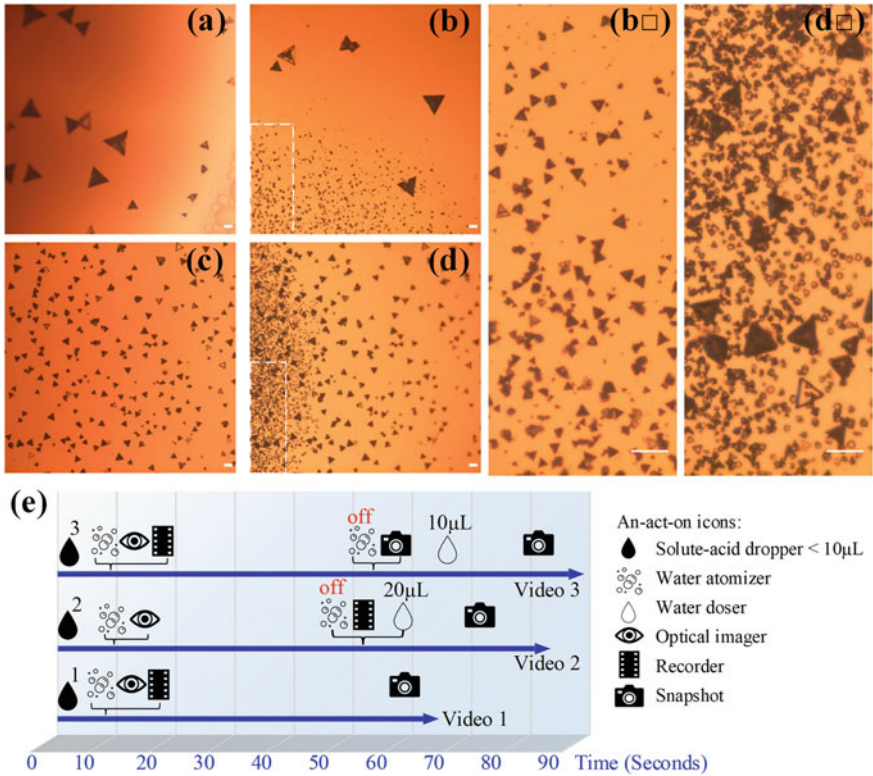 (a)
(b)
(b□)
(d□)
(c)
(d)
(e)
3
off
10μL
Video 3
2
off
20μL
Video 2
1
Video 1
0 10 20 30 40 50 60 70 80 90 Time (Seconds)
An-act-on icons:
Solute-acid dropper < 10μL
Water atomizer
Water doser
Optical imager
Recorder
Snapshot